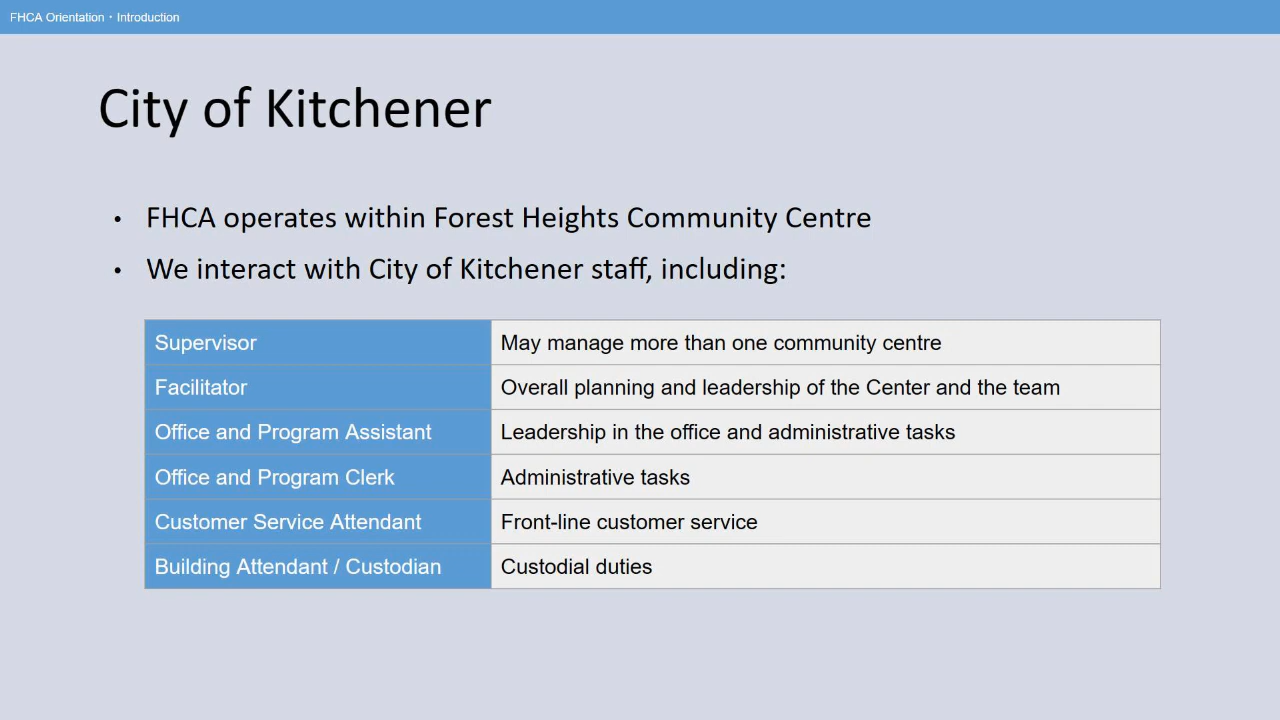 FHCA Orientation・Introduction
City of Kitchener
• FHCA operates within Forest Heights Community Centre
• We interact with City of Kitchener staff, including:
Supervisor May manage more than one community centre
Facilitator Overall planning and leadership of the Center and the team
Office and Program Assistant Leadership in the office and administrative tasks
Office and Program Clerk Administrative tasks
Customer Service Attendant Front-line customer service
Building Attendant / Custodian Custodial duties